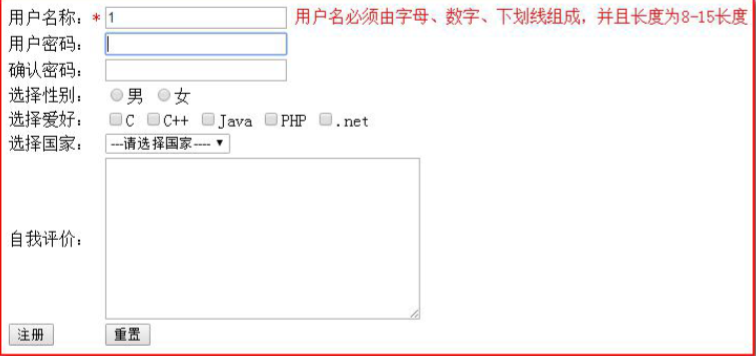 用户名称：* 1 用户名必须由字母、数字、下划线组成，并且长度为8-15长度
用户密码：
确认密码：
选择性别： 男 女
选择爱好： C C++ Java PHP .net
选择国家： ---请选择国家----
自我评价：
注册 重置